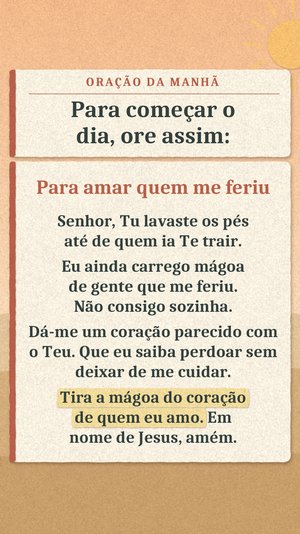 ORAÇÃO DA MANHÃ
Para começar o
dia, ore assim:
Para amar quem me feriu
Senhor, Tu lavaste os pés
até de quem ia Te trair.
Eu ainda carrego mágoa
de gente que me feriu.
Não consigo sozinha.
Dá-me um coração parecido com
o Teu. Que eu saiba perdoar sem
deixar de me cuidar.
Tira a mágoa do coração
de quem eu amo. Em
nome de Jesus, amém.